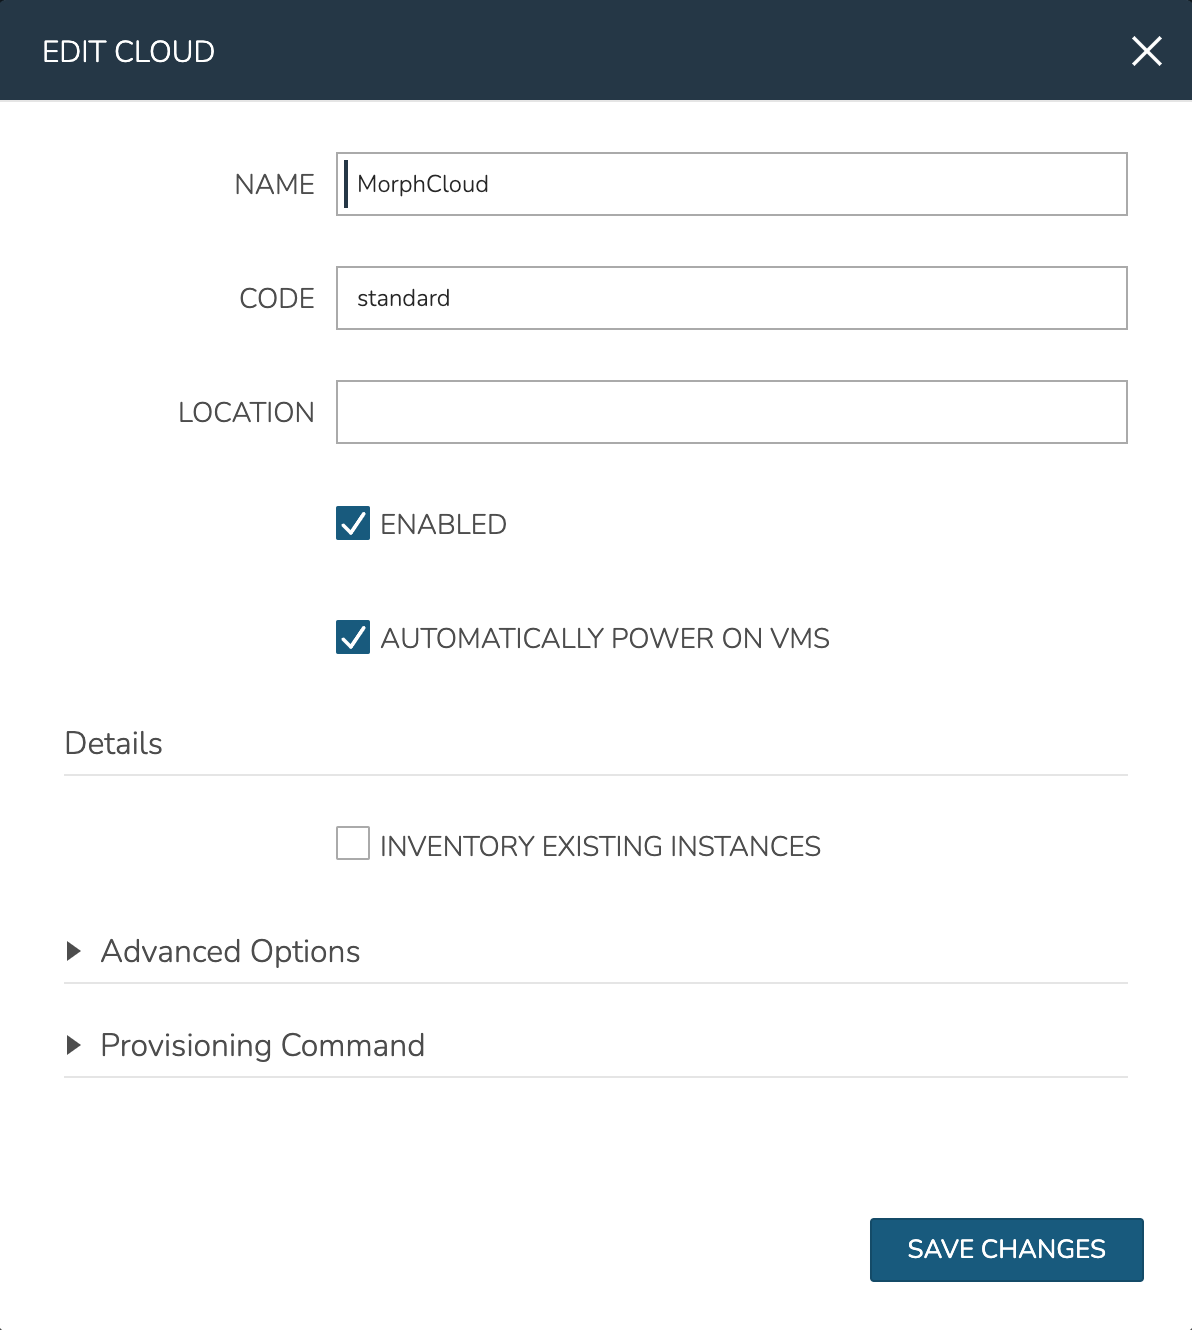 EDIT CLOUD
NAME
MorphCloud
CODE
standard
LOCATION
ENABLED
AUTOMATICALLY POWER ON VMS
Details
INVENTORY EXISTING INSTANCES
Advanced Options
Provisioning Command
SAVE CHANGES